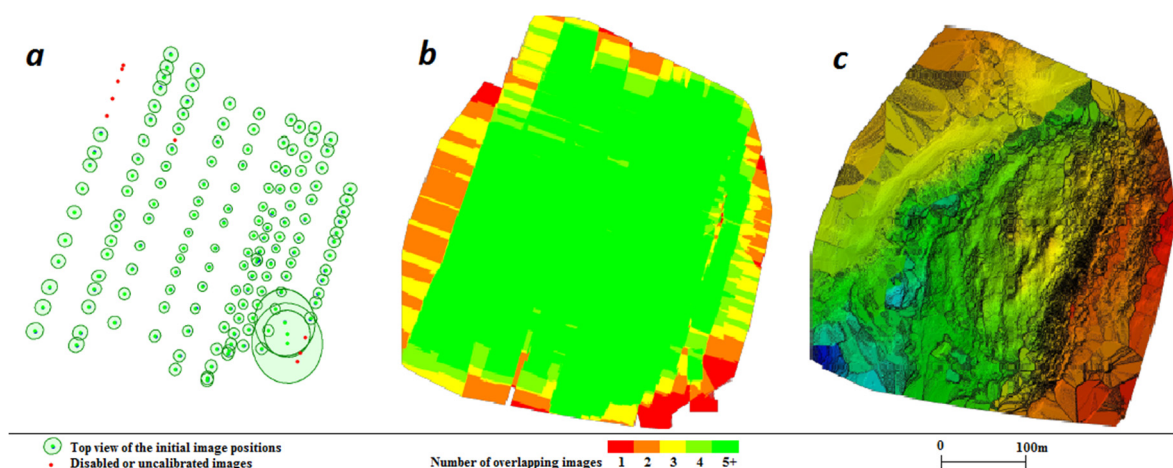 a
b
c
Top view of the initial image positions
Disabled or uncalibrated images
Number of overlapping images
1 2 3 4 5+
0 100m